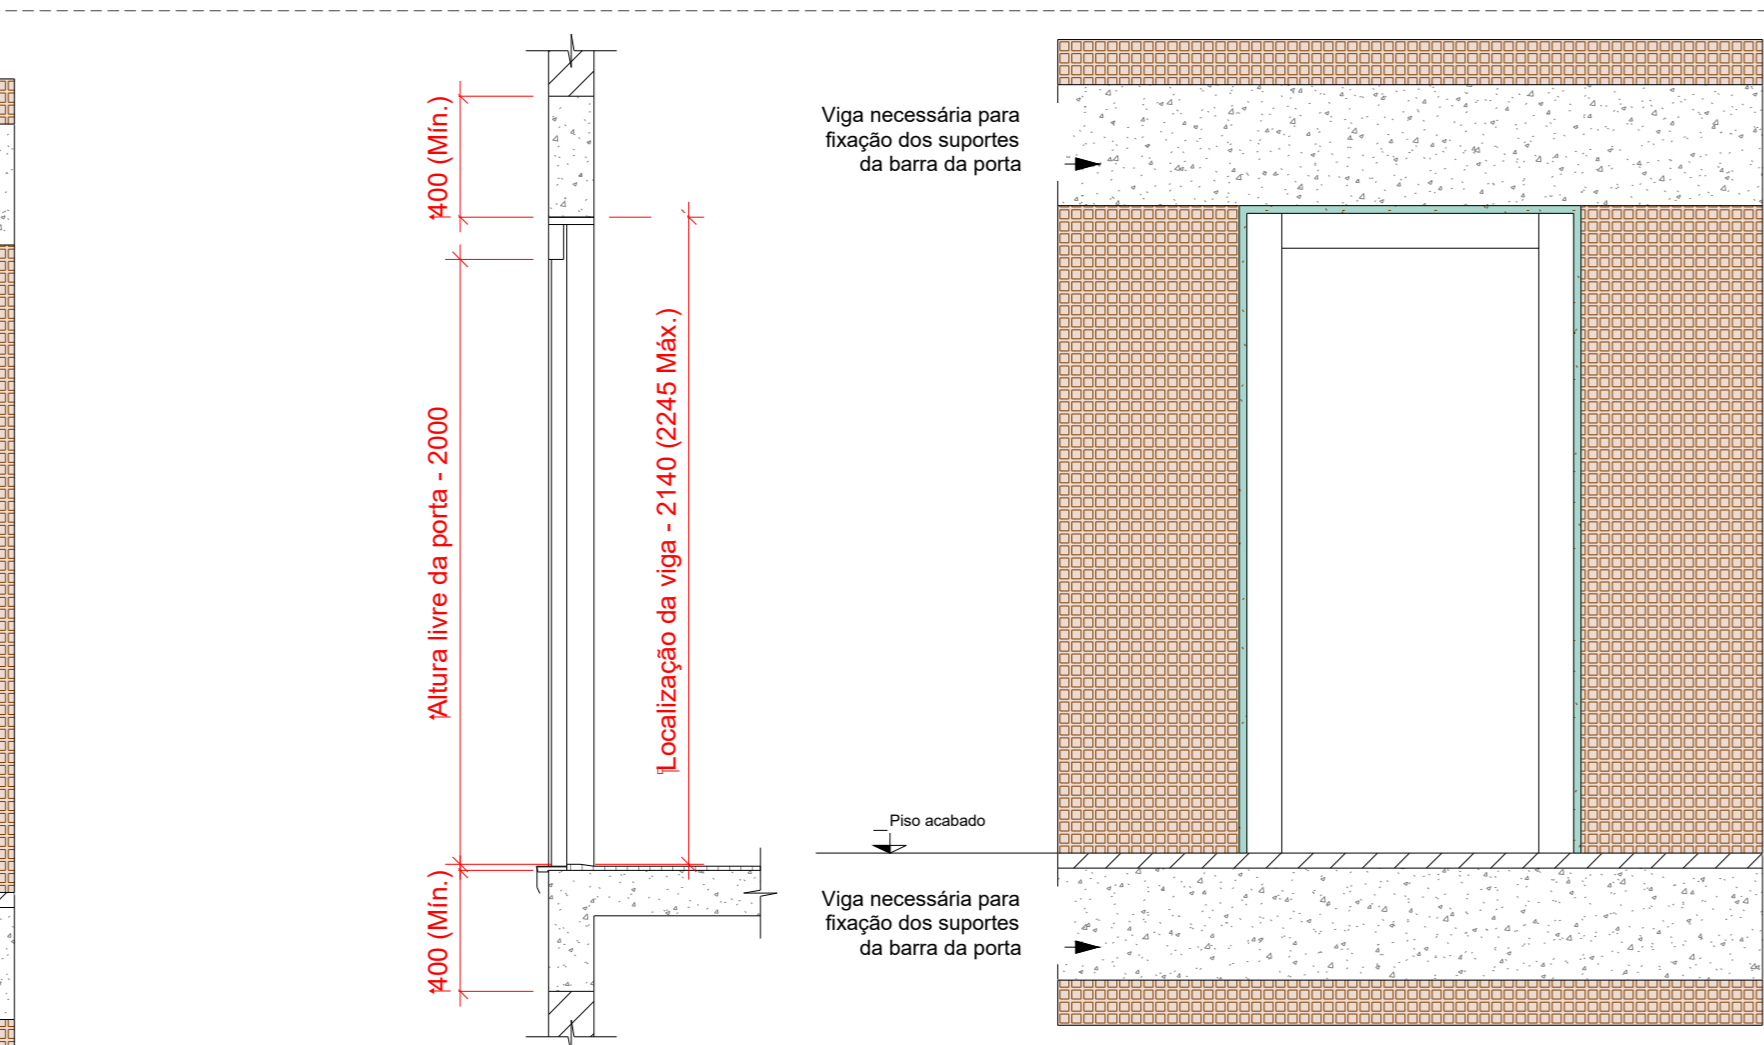 400 (Mín.)
Altura livre da porta - 2000
400 (Mín.)
Localização da viga - 2140 (2245 Máx.)
Viga necessária para
fixação dos suportes
da barra da porta
Piso acabado
Viga necessária para
fixação dos suportes
da barra da porta